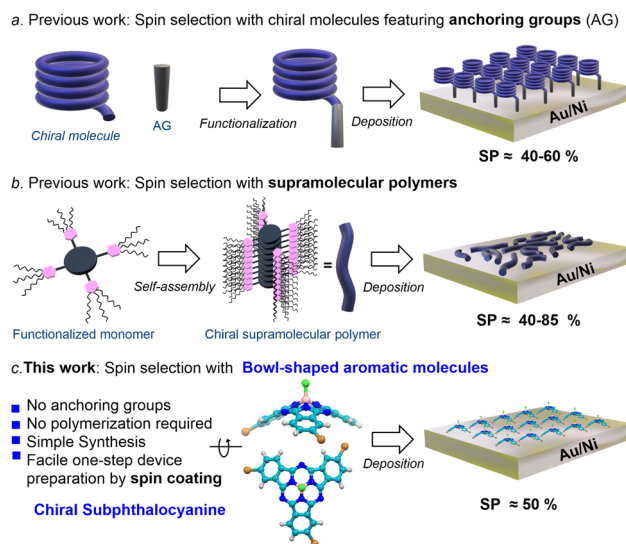 a. Previous work: Spin selection with chiral molecules featuring anchoring groups (AG)
Chiral molecule
AG
Functionalization
Deposition
Au/Ni
SP ≈ 40-60 %
b. Previous work: Spin selection with supramolecular polymers
Functionalized monomer
Self-assembly
=
Chiral supramolecular polymer
Deposition
Au/Ni
SP ≈ 40-85 %
c.This work: Spin selection with Bowl-shaped aromatic molecules
No anchoring groups
No polymerization required
Simple Synthesis
Facile one-step device
preparation by spin coating
Chiral Subphthalocyanine
Deposition
Au/Ni
SP ≈ 50 %